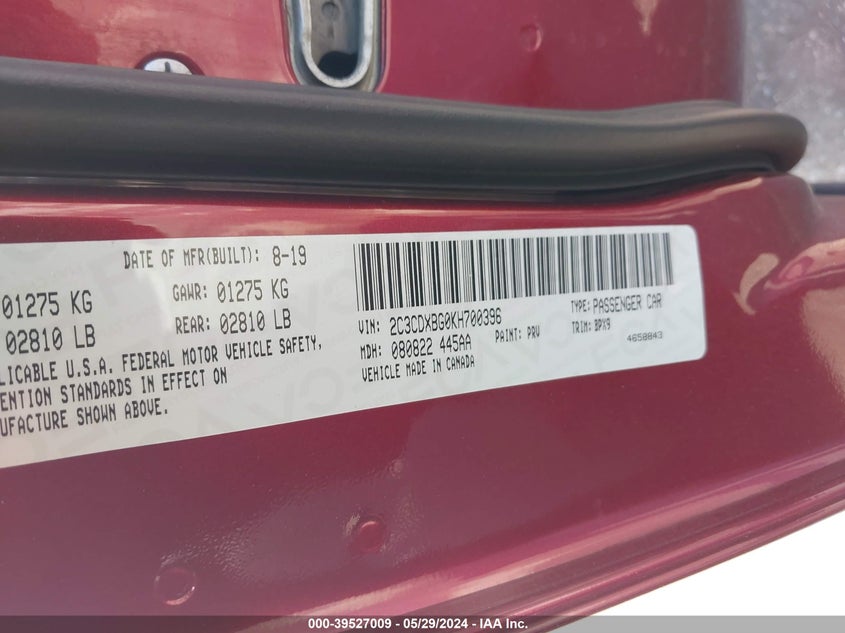 DATE OF MFR(BUILT): 8-19
01275 KG GAWR: 01275 KG
02810 LB REAR: 02810 LB
LICABLE U.S.A. FEDERAL MOTOR VEHICLE SAFETY,
ENTION STANDARDS IN EFFECT ON
UFACTURE SHOWN ABOVE.
VIN: 2C3CDXBG0KH700396 TYPE: PASSENGER CAR
MDH: 080822 445AA PAINT: PRV TRIM: BPX9
VEHICLE MADE IN CANADA 4658843
000-39527009 - 05/29/2024 - IAA Inc.